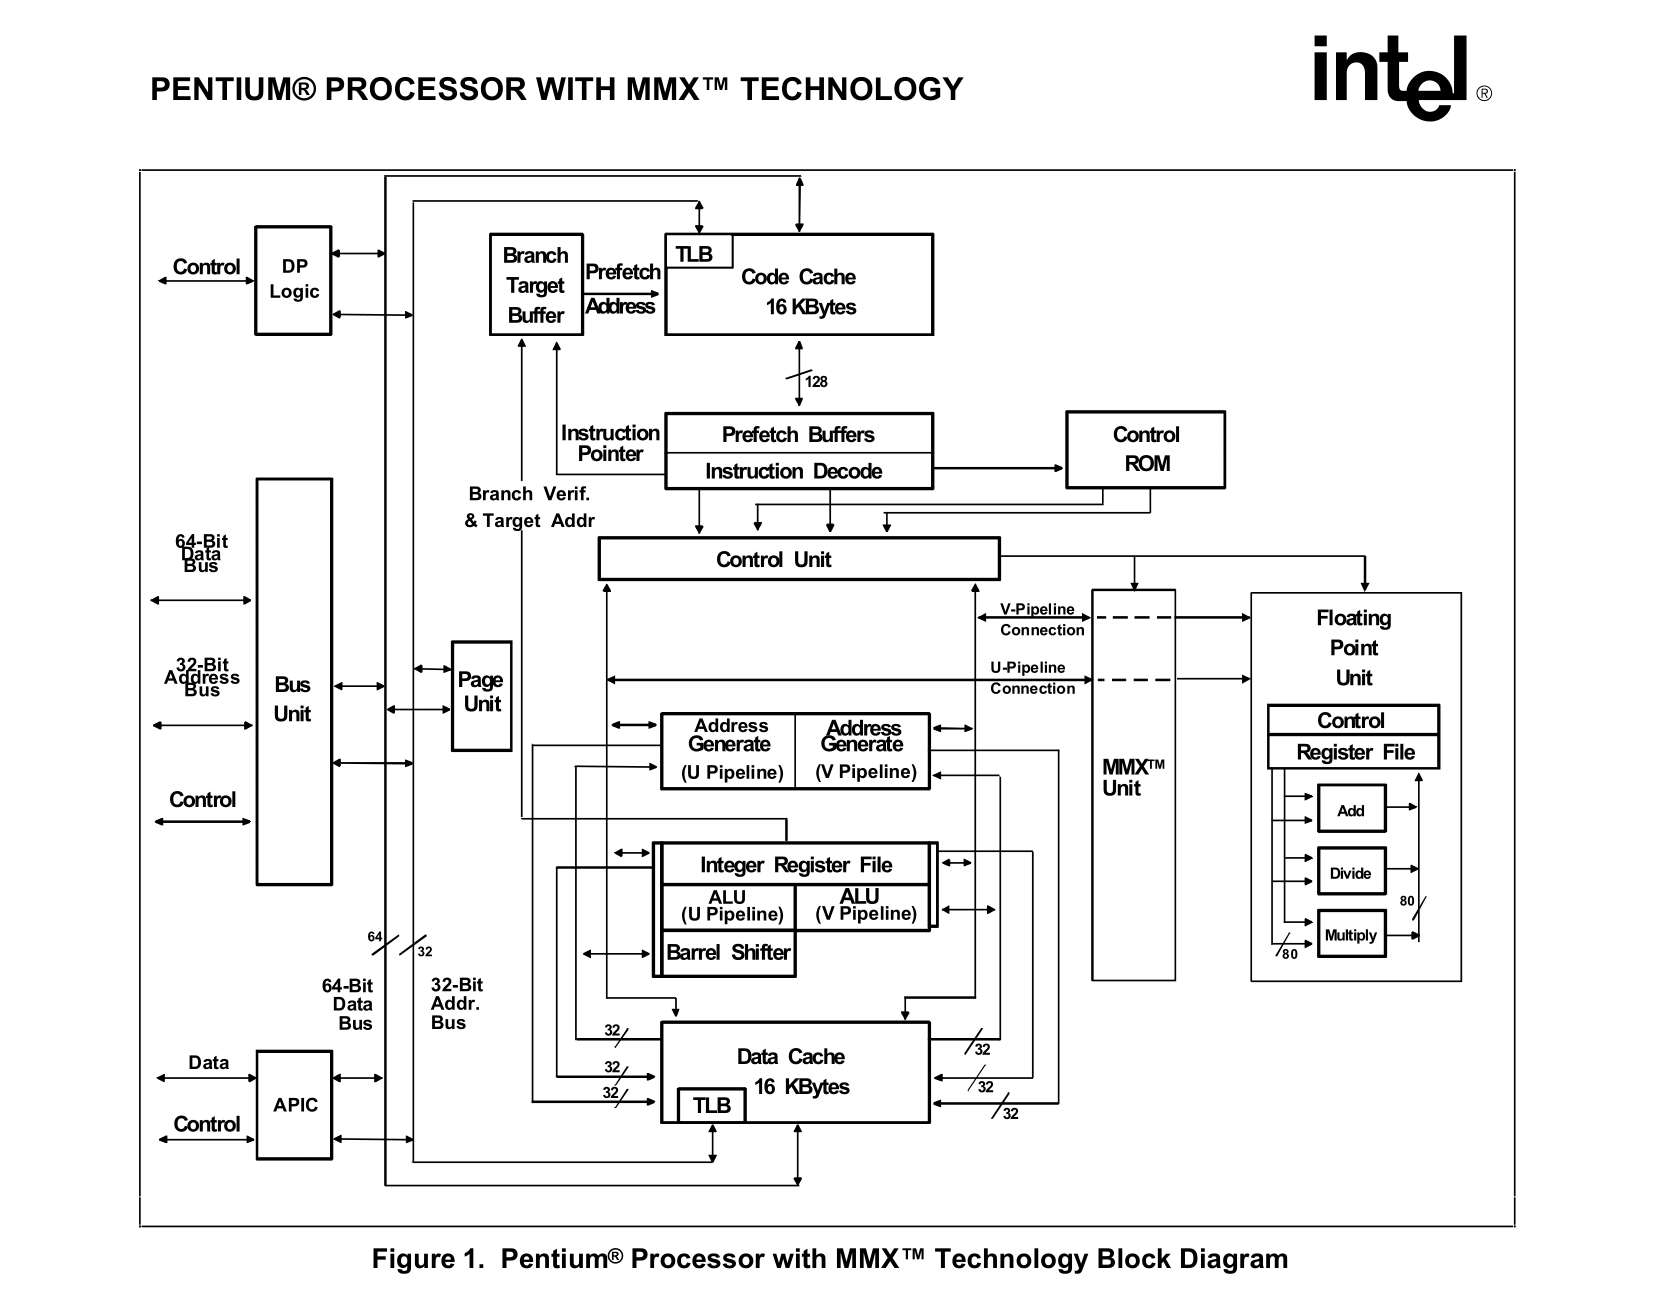 PENTIUM® PROCESSOR WITH MMX™ TECHNOLOGY
intel®
Control
DP
Logic
Branch
Target
Buffer
Prefetch
Address
TLB
Code Cache
16 KBytes
128
Instruction
Pointer
Prefetch Buffers
Instruction Decode
Control
ROM
Branch Verif.
& Target Addr
Control Unit
64-Bit
Data
Bus
32-Bit
Address
Bus
Control
Bus
Unit
Page
Unit
V-Pipeline
Connection
U-Pipeline
Connection
Address
Generate
(U Pipeline)
Address
Generate
(V Pipeline)
MMX™
Unit
Floating
Point
Unit
Control
Register File
Add
Divide
Multiply
80
80
Integer Register File
ALU
(U Pipeline)
ALU
(V Pipeline)
Barrel Shifter
64
32
64-Bit
Data
Bus
32-Bit
Addr.
Bus
Data
Control
APIC
32
32
32
Data Cache
16 KBytes
TLB
32
32
32
Figure 1. Pentium® Processor with MMX™ Technology Block Diagram